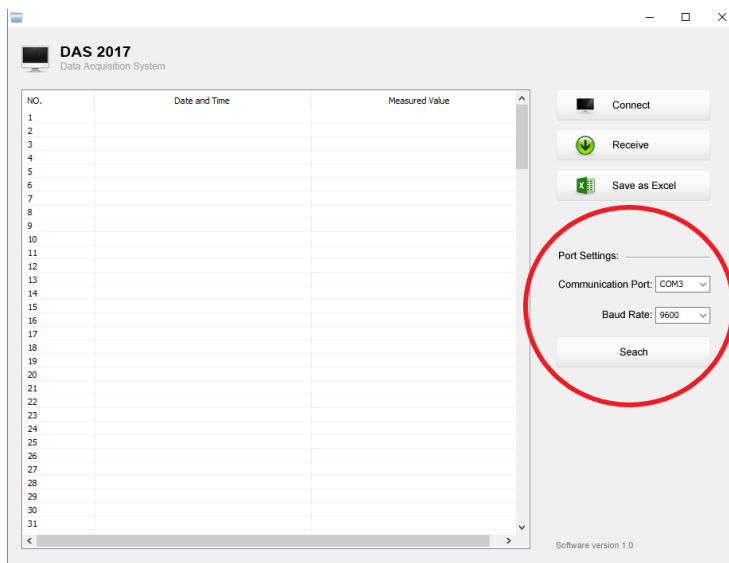 DAS 2017
Data Acquisition System
NO. Date and Time Measured Value
1
2
3
4
5
6
7
8
9
10
11
12
13
14
15
16
17
18
19
20
21
22
23
24
25
26
27
28
29
30
31
Connect
Receive
Save as Excel
Port Settings:
Communication Port: COM3
Baud Rate: 9600
Seach
Software version 1.0